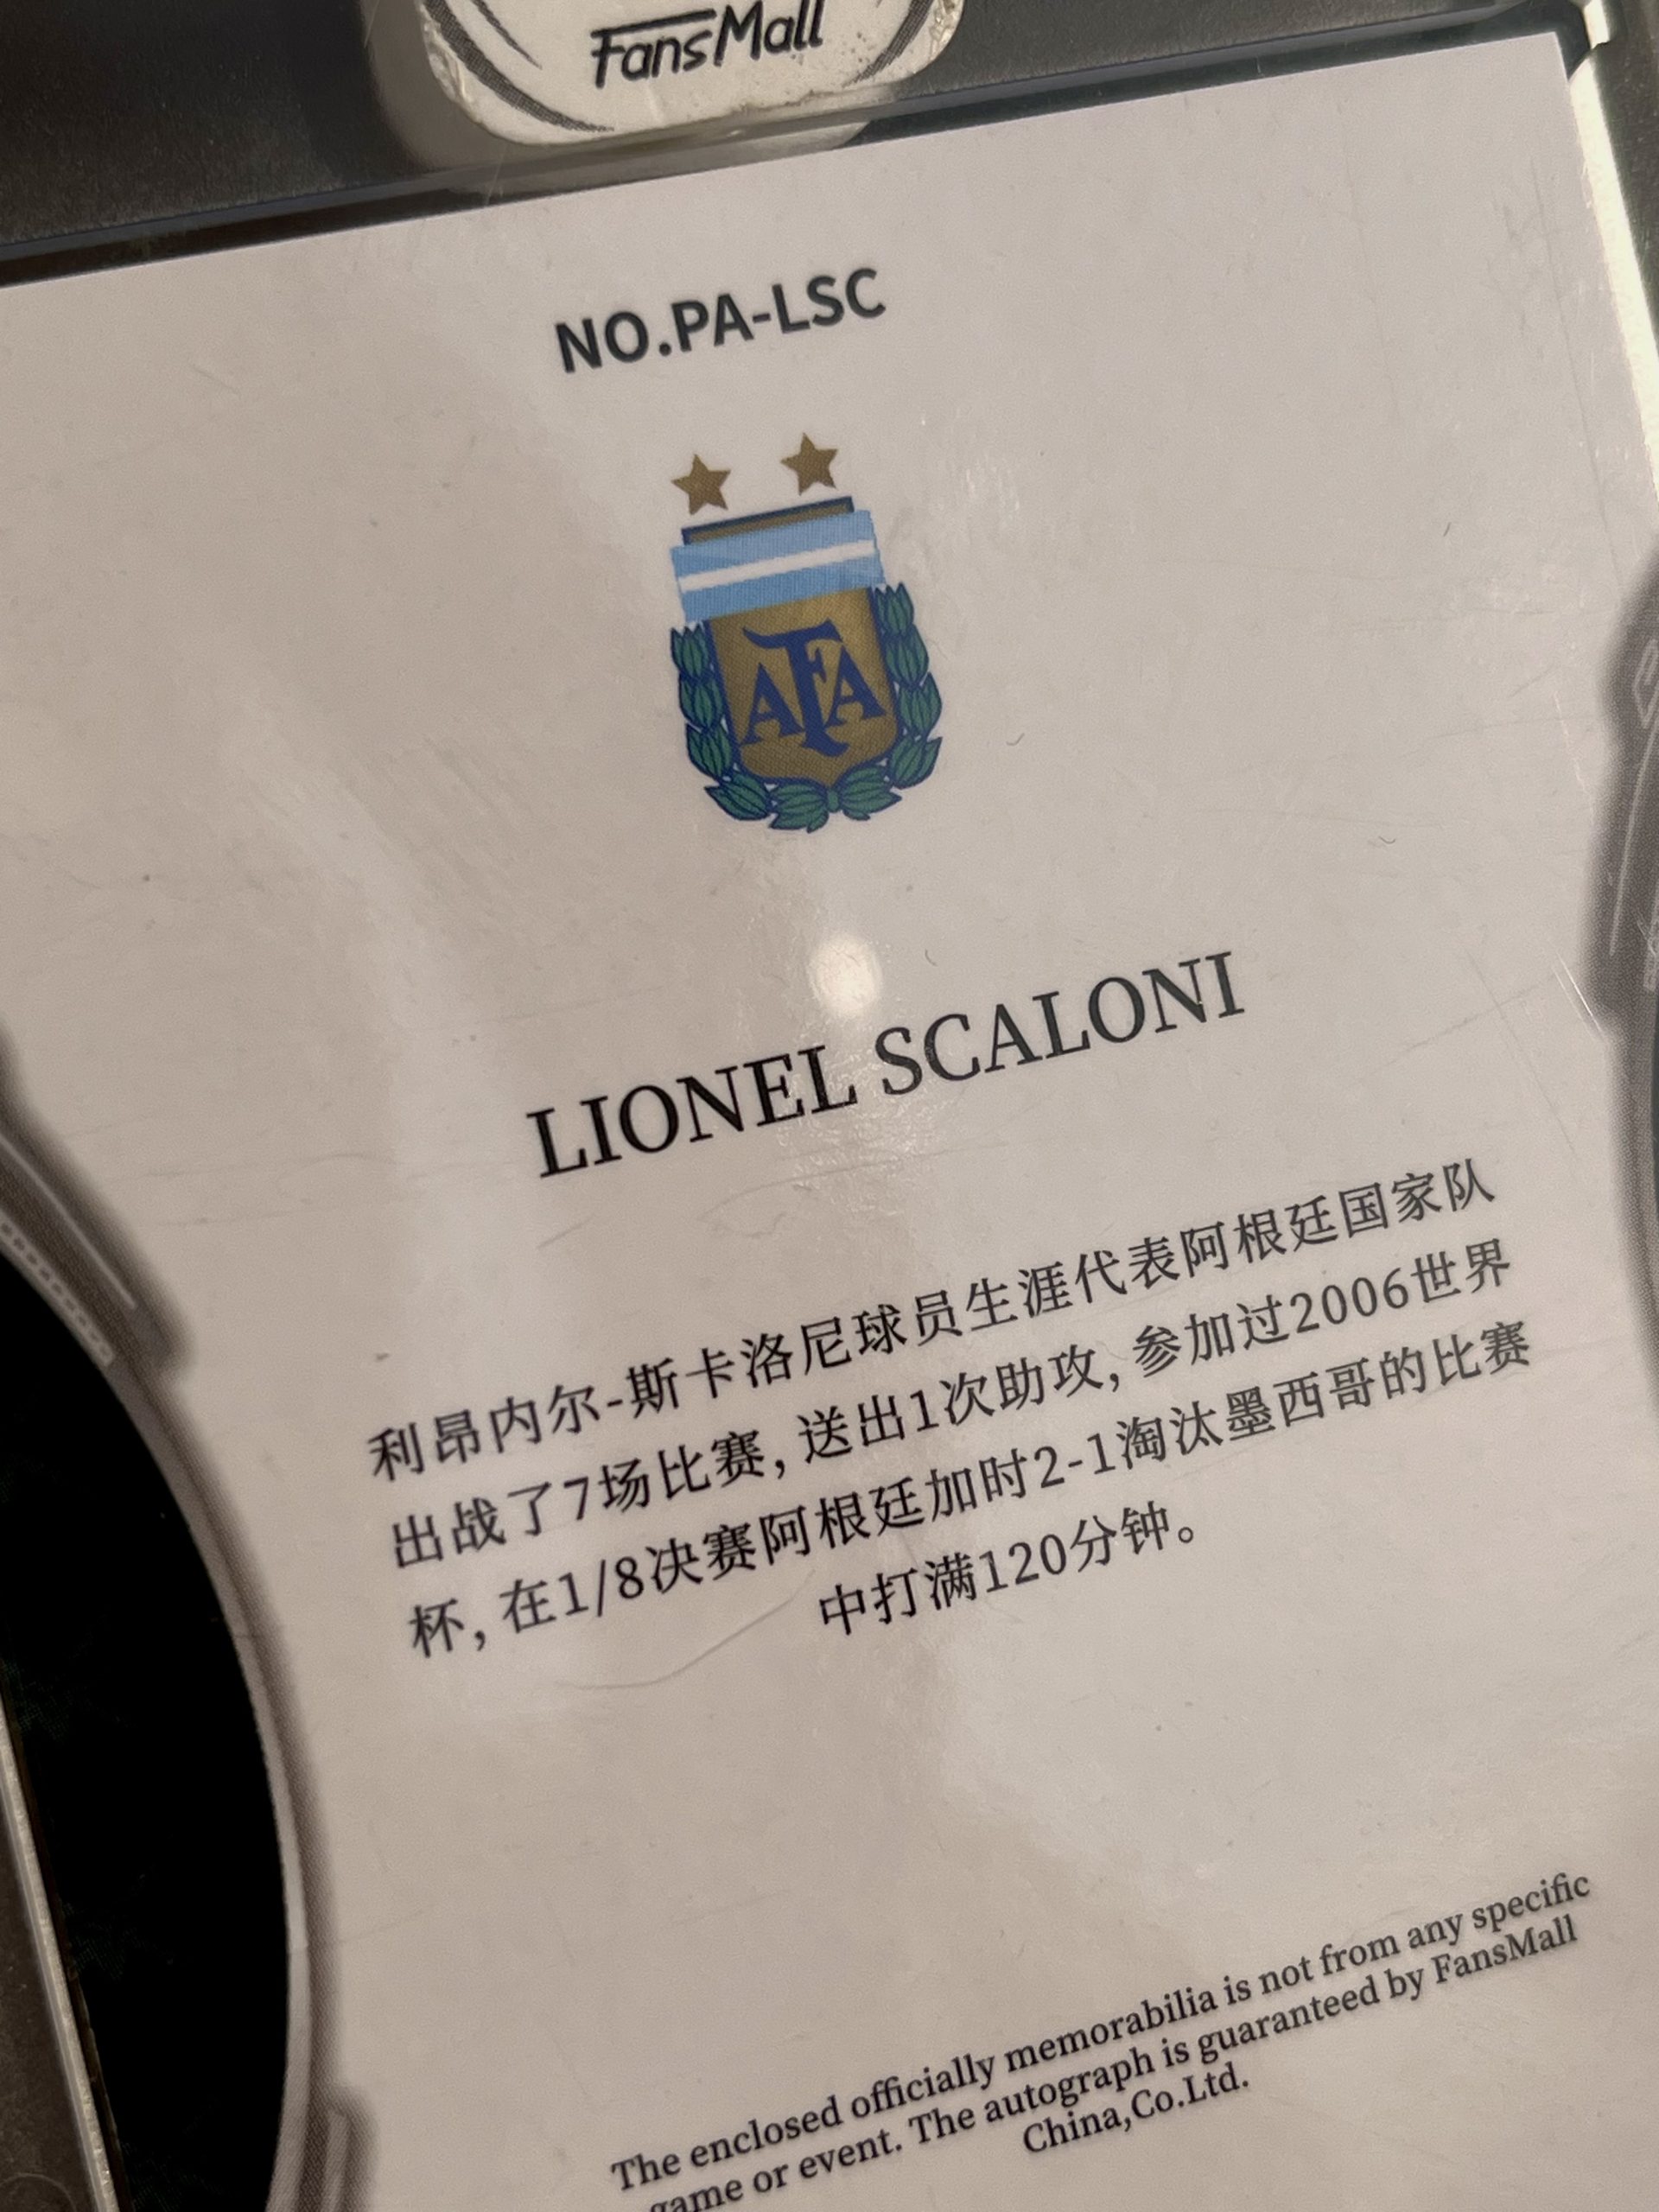 FansMall
NO.PA-LSC
AFA
LIONEL SCALONI
利昂内尔-斯卡洛尼球员生涯代表阿根廷国家队
出战了7场比赛, 送出1次助攻, 参加过2006世界
杯, 在1/8决赛阿根廷加时2-1淘汰墨西哥的比赛
中打满120分钟。
The enclosed officially memorabilia is not from any specific
game or event. The autograph is guaranteed by FansMall
China,Co.Ltd.